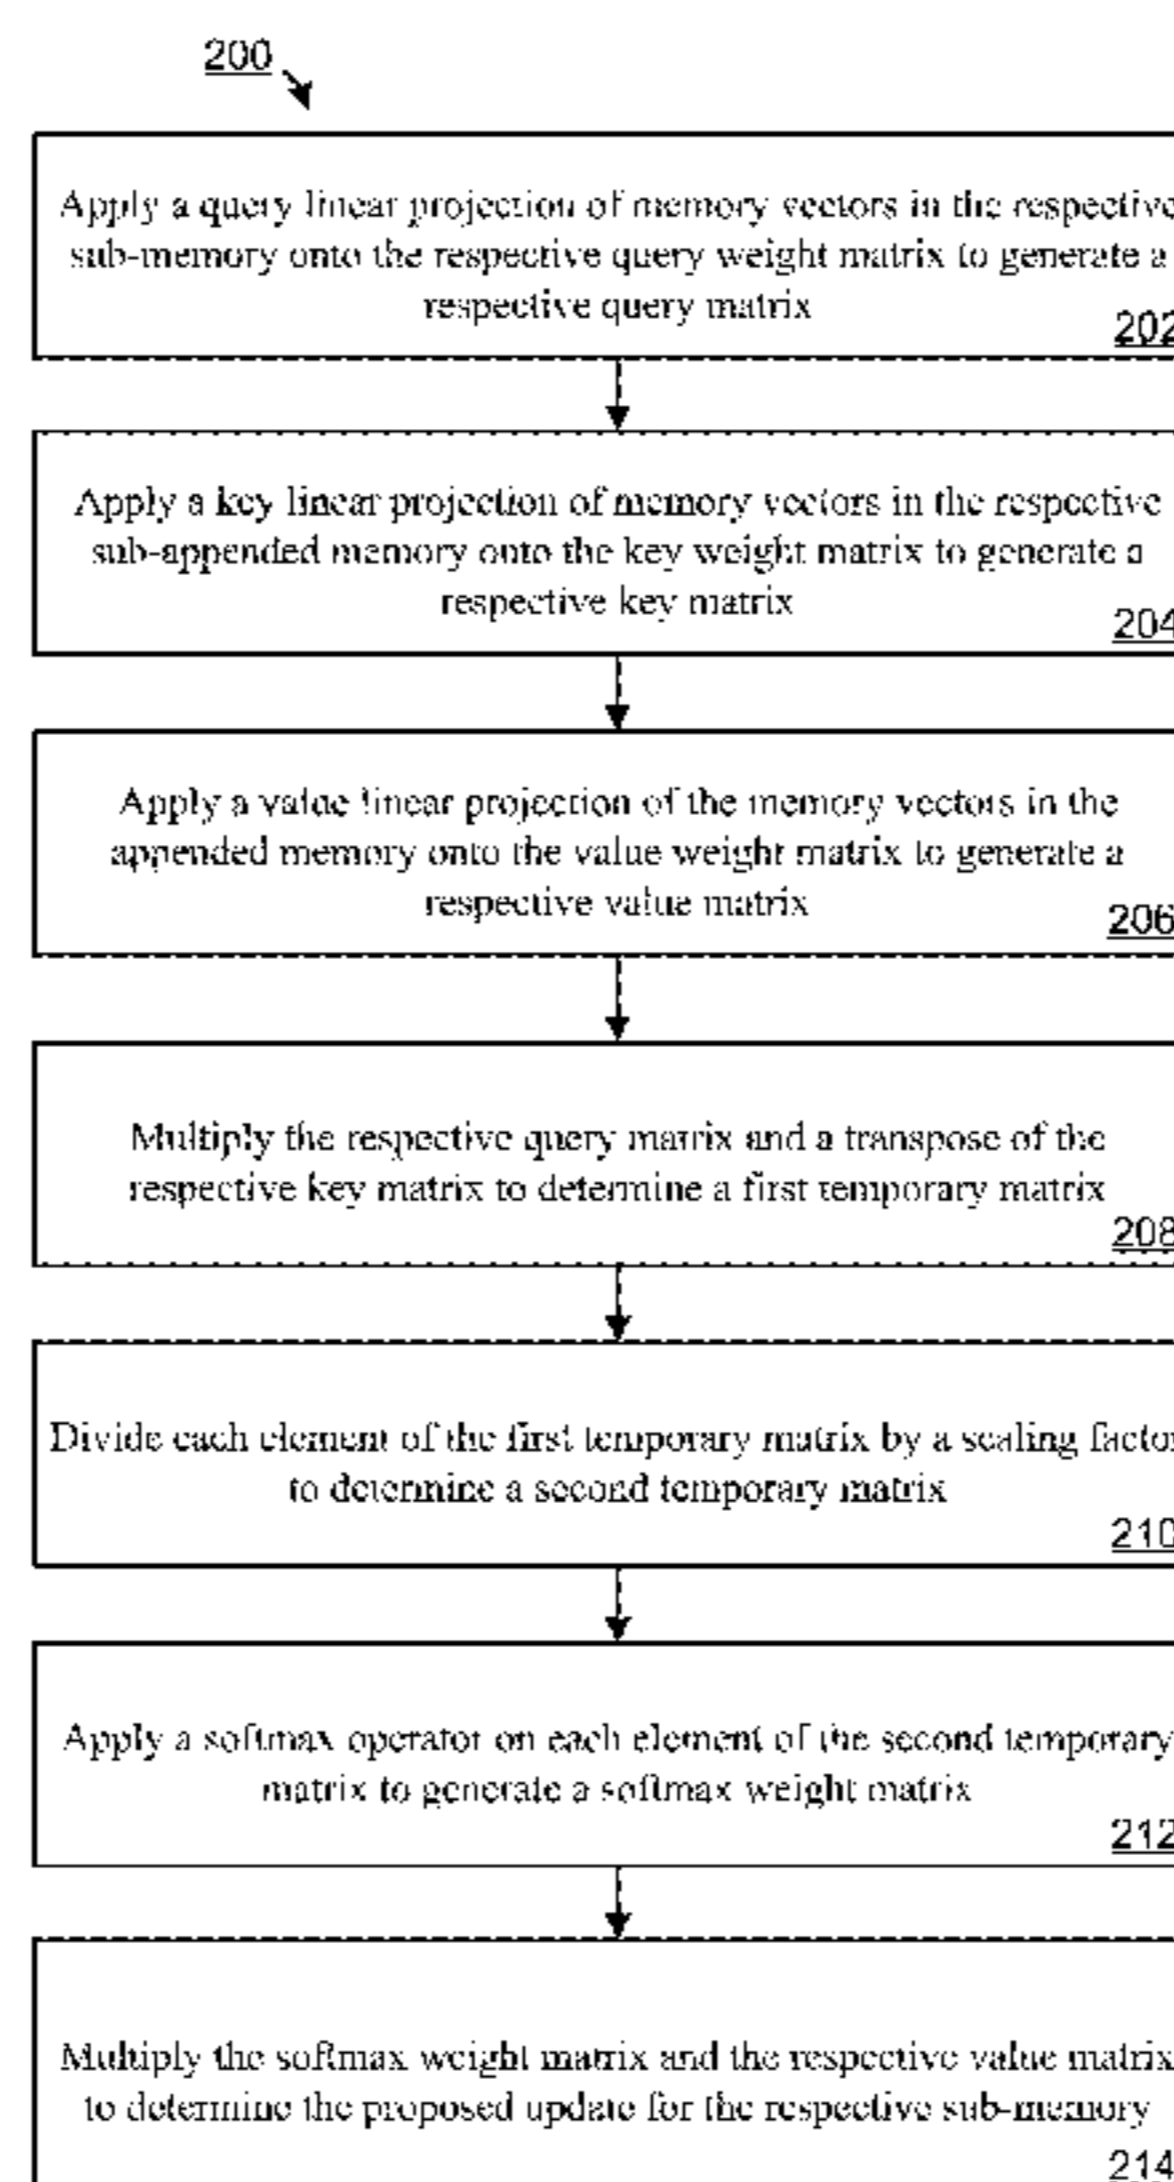 200
Apply a query linear projection of memory vectors in the respective
sub-memory onto the respective query weight matrix to generate a
respective query matrix
202
Apply a key linear projection of memory vectors in the respective
sub-appended memory onto the key weight matrix to generate a
respective key matrix
204
Apply a value linear projection of the memory vectors in the
appended memory onto the value weight matrix to generate a
respective value matrix
206
Multiply the respective query matrix and a transpose of the
respective key matrix to determine a first temporary matrix
208
Divide each element of the first temporary matrix by a scaling factor
to determine a second temporary matrix
210
Apply a softmax operator on each element of the second temporary
matrix to generate a softmax weight matrix
212
Multiply the softmax weight matrix and the respective value matrix
to determine the proposed update for the respective sub-memory
214